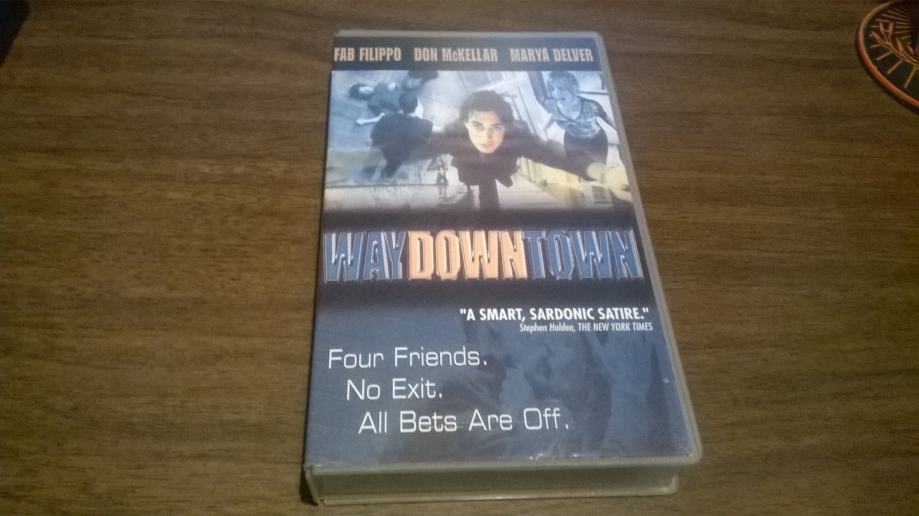 FAB FILIPPO DON McKELLAR MARYA DELVER
WAYDOWNTOWN
"A SMART, SARDONIC SATIRE."
Stephen Holden, THE NEW YORK TIMES
Four Friends.
No Exit.
All Bets Are Off.